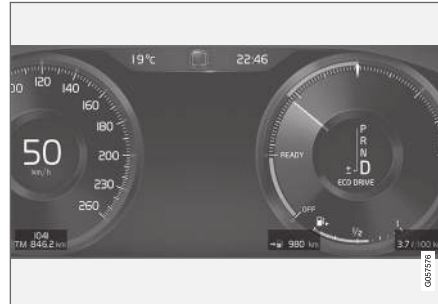 19°C 22:46
00 120 140
160
180
200
230
260
50
km/h
1041
TM 846.2 km
P
R
N
±
D
READY
ECO DRIVE
OFF
1/2
1
980 km
3.7 l/100 k
G057576